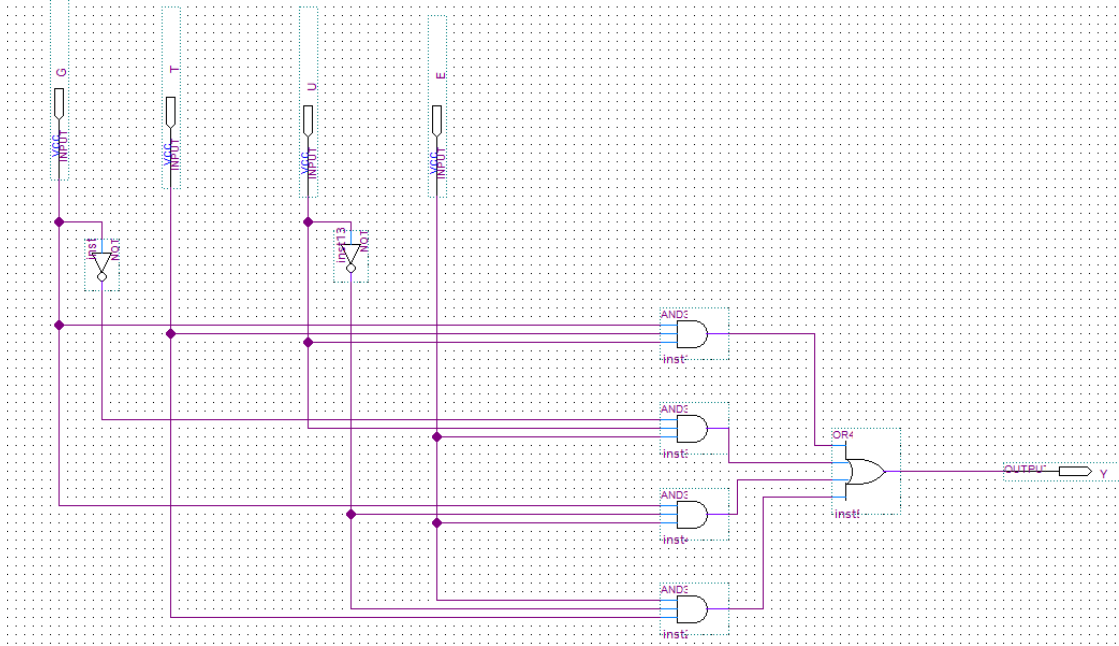 G
T
U
E
VCC
INPUT
VCC
INPUT
VCC
INPUT
VCC
INPUT
inst
NOT
inst13
NOT
AND3
inst
AND3
inst
AND3
inst
AND3
inst
OR4
inst
OUTPUT
Y